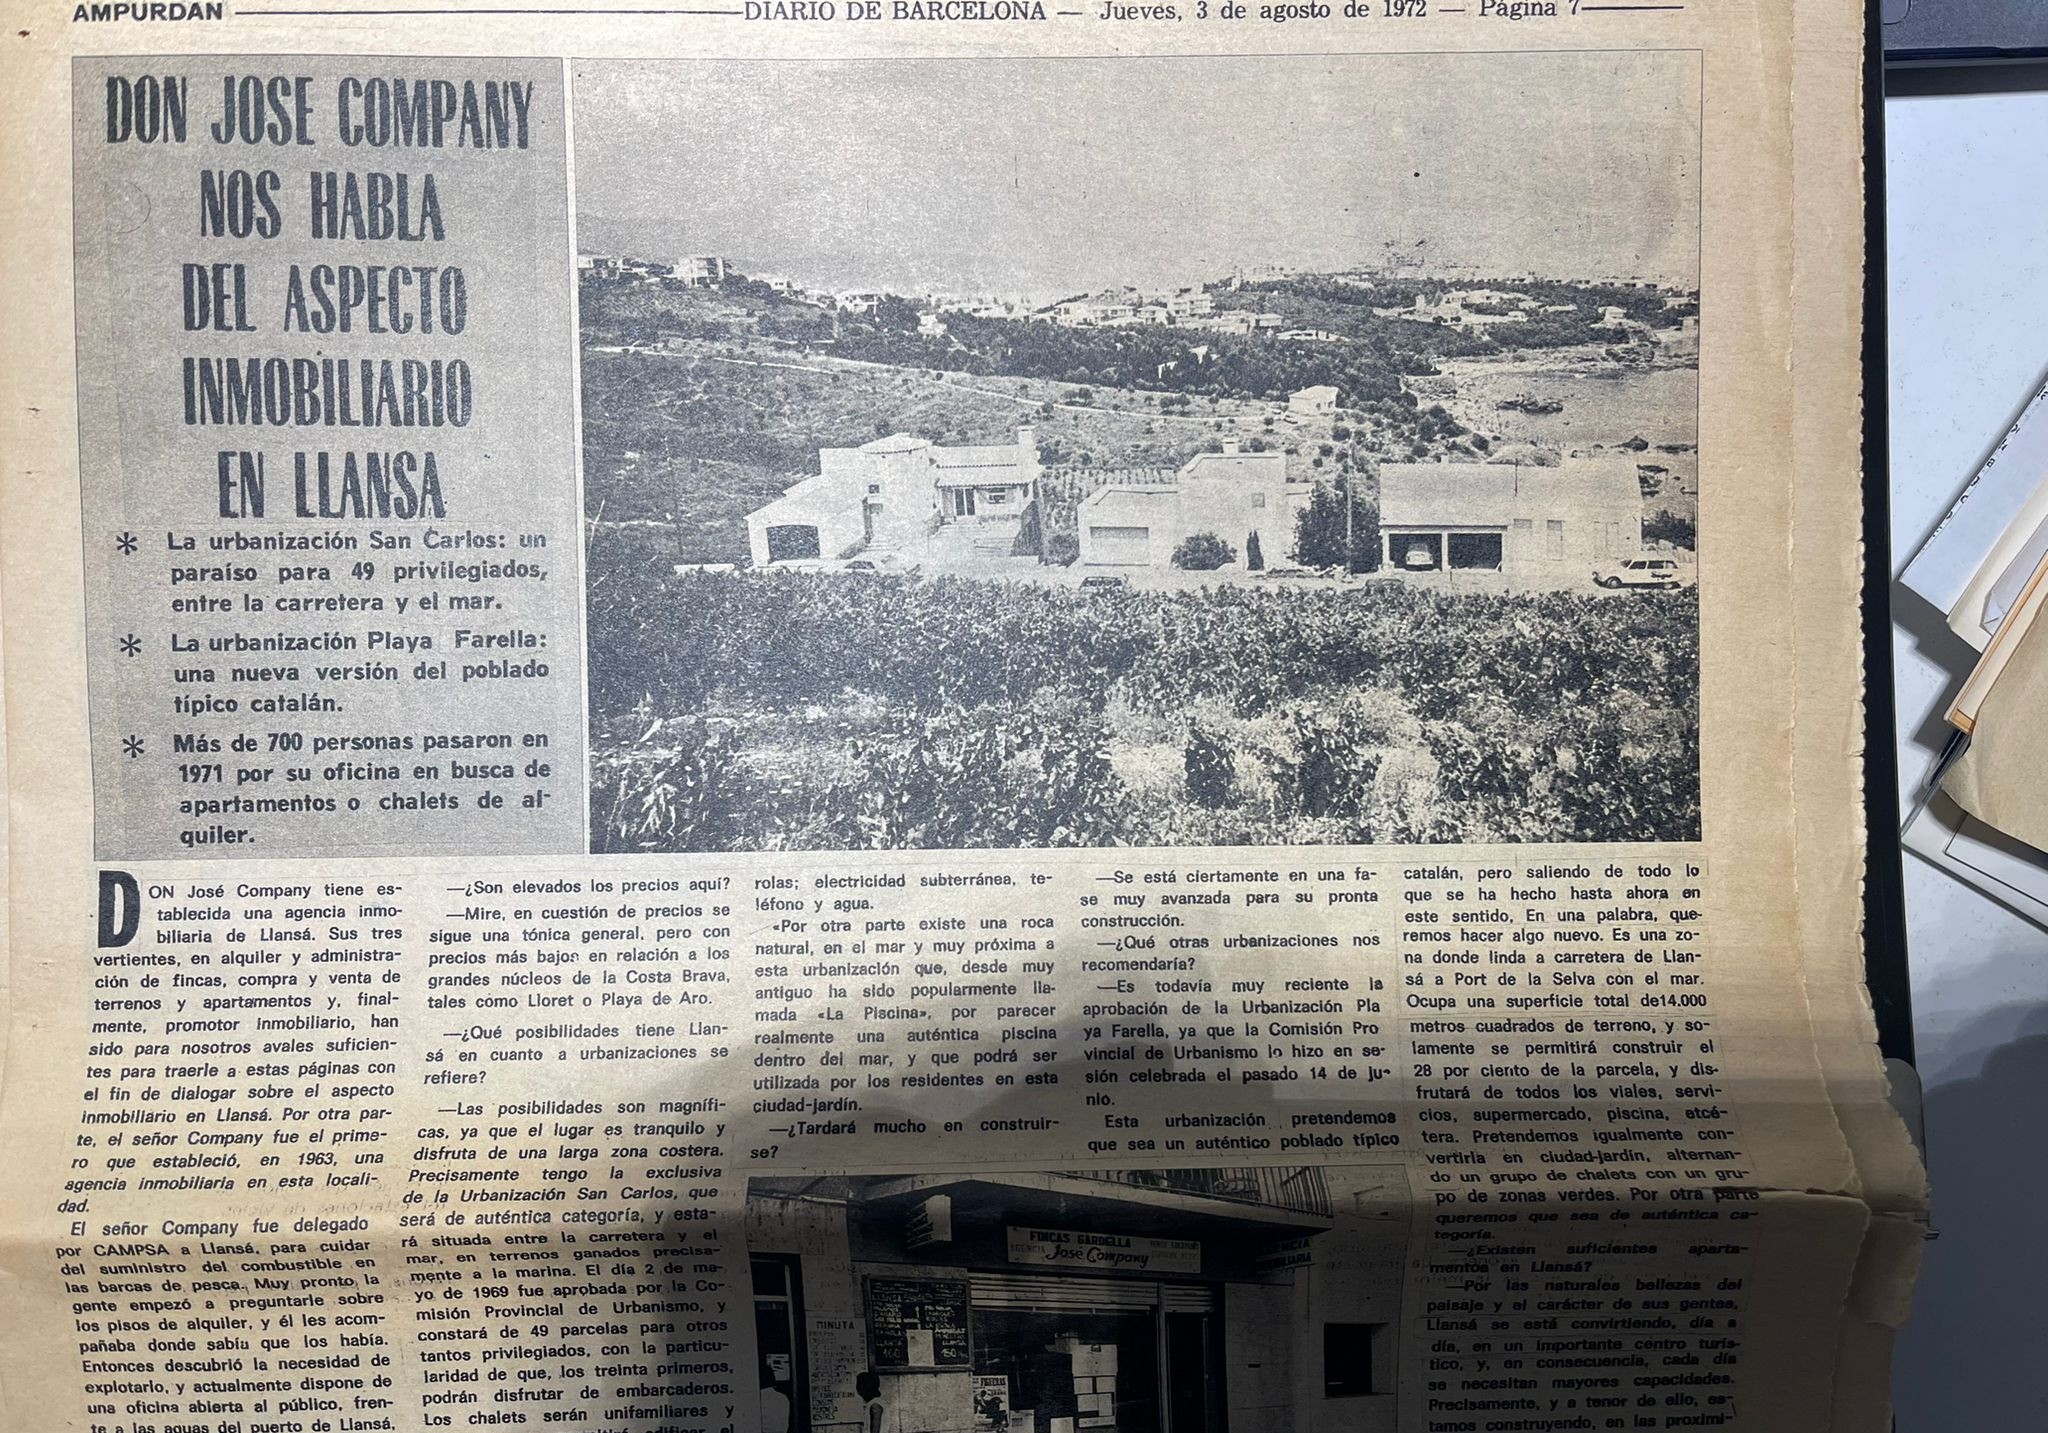 AMPURDAN
DIARIO DE BARCELONA — Jueves, 3 de agosto de 1972 — Página 7
DON JOSE COMPANY
NOS HABLA
DEL ASPECTO
INMOBILIARIO
EN LLANSA
* La urbanización San Carlos: un
paraíso para 49 privilegiados,
entre la carretera y el mar.
* La urbanización Playa Farella:
una nueva versión del poblado
típico catalán.
* Más de 700 personas pasaron en
1971 por su oficina en busca de
apartamentos o chalets de al-
quiler.
DON José Company tiene es-
tablecida una agencia inmo-
biliaria de Llansá. Sus tres
vertientes, en alquiler y administra-
ción de fincas, compra y venta de
terrenos y apartamentos y, final-
mente, promotor inmobiliario, han
sido para nosotros avales suficien-
tes para traerle a estas páginas con
el fin de dialogar sobre el aspecto
inmobiliario en Llansá. Por otra par-
te, el señor Company fue el prime-
ro que estableció, en 1963, una
agencia inmobiliaria en esta locali-
dad.
El señor Company fue delegado
por CAMPSA a Llansá, para cuidar
del suministro del combustible en
las barcas de pesca. Muy pronto, la
gente empezó a preguntarle sobre
los pisos de alquiler, y él les acom-
pañaba donde sabía que los había.
Entonces descubrió la necesidad de
explotarlo, y actualmente dispone de
una oficina abierta al público, fren-
te a las aguas del puerto de Llansá,
—¿Son elevados los precios aquí?
—Mire, en cuestión de precios se
sigue una tónica general, pero con
precios más bajos en relación a los
grandes núcleos de la Costa Brava,
tales cómo Lloret o Playa de Aro.
—¿Qué posibilidades tiene Llan-
sá en cuanto a urbanizaciones se
refiere?
—Las posibilidades son magnífi-
cas, ya que el lugar es tranquilo y
disfruta de una larga zona costera.
Precisamente tengo la exclusiva
de la Urbanización San Carlos, que
será de auténtica categoría, y esta-
rá situada entre la carretera y el
mar, en terrenos ganados precisa-
mente a la marina. El día 2 de ma-
yo de 1969 fue aprobada por la Co-
misión Provincial de Urbanismo, y
constará de 49 parcelas para otros
tantos privilegiados, con la particu-
laridad de que, los treinta primeros,
podrán disfrutar de embarcaderos.
Los chalets serán unifamiliares y
rolas; electricidad subterránea, te-
léfono y agua.
«Por otra parte existe una roca
natural, en el mar y muy próxima a
esta urbanización que, desde muy
antiguo ha sido popularmente lla-
mada «La Piscina», por parecer
realmente una auténtica piscina
dentro del mar, y que podrá ser
utilizada por los residentes en esta
ciudad-jardín.
—¿Tardará mucho en construir-
se?
—Se está ciertamente en una fa-
se muy avanzada para su pronta
construcción.
—¿Qué otras urbanizaciones nos
recomendaría?
—Es todavía muy reciente la
aprobación de la Urbanización Pla
ya Farella, ya que la Comisión Pro
vincial de Urbanismo lo hizo en se-
sión celebrada el pasado 14 de ju-
nio.
Esta urbanización pretendemos
que sea un auténtico poblado típico
catalán, pero saliendo de todo lo
que se ha hecho hasta ahora en
este sentido, En una palabra, que-
remos hacer algo nuevo. Es una zo-
na donde linda a carretera de Llan-
sá a Port de la Selva con el mar.
Ocupa una superficie total de14.000
metros cuadrados de terreno, y so-
lamente se permitirá construir el
28 por ciento de la parcela, y dis-
frutará de todos los viales, servi-
cios, supermercado, piscina, etcé-
tera. Pretendemos igualmente con-
vertirla en ciudad-jardín, alternan-
do un grupo de chalets con un gru-
po de zonas verdes. Por otra parte
queremos que sea de auténtica ca-
tegoría.
—¿Existen suficientes aparta-
mentos en Llansá?
—Por las naturales bellezas del
paisaje y el carácter de sus gentes,
Llansá se está convirtiendo, día a
día, en un importante centro turís-
tico, y, en consecuencia, cada día
se necesitan mayores capacidades.
Precisamente, y a tenor de ello, es-
tamos construyendo, en las proximi-
FINCAS GARDELLA
AGENCIA José Company
AGENCIA
INMOBILIARIA
MINUTA
FIGUERAS